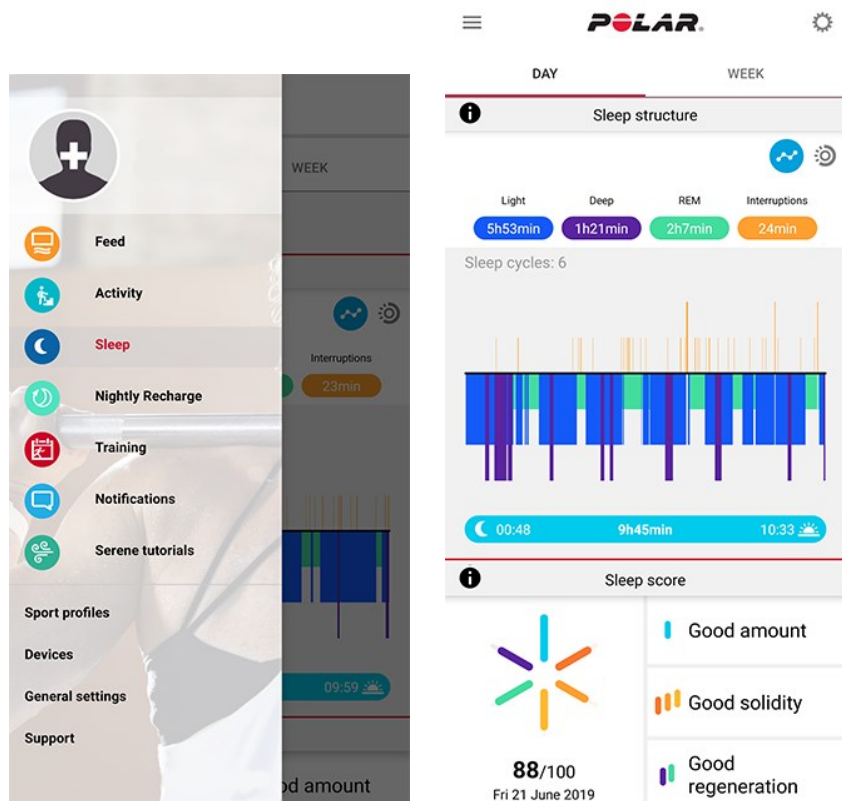 WEEK
Feed
Activity
Sleep
Interruptions
23min
Nightly Recharge
Training
Notifications
Serene tutorials
Sport profiles
Devices
General settings
09:59
Support
od amount
POLAR.
DAY WEEK
Sleep structure
Light Deep REM Interruptions
5h53min 1h21min 2h7min 24min
Sleep cycles: 6
00:48 9h45min 10:33
Sleep score
Good amount
Good solidity
88/100
Fri 21 June 2019
Good
regeneration